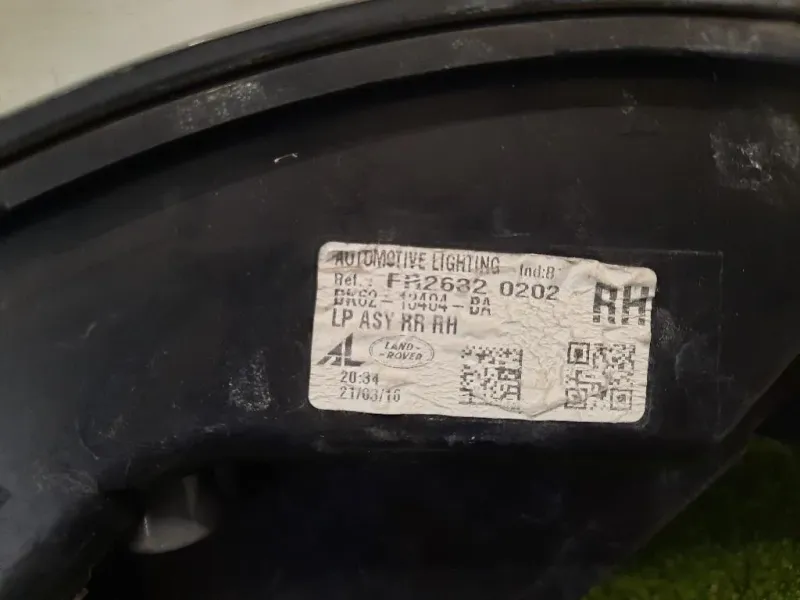 AUTOMOTIVE LIGHTING Ind:B
Ref.: FR2632 0202
BK62-13404-BA
RH
LP ASY RR RH
AL
LAND-
-ROVER
20:34
21/03/16